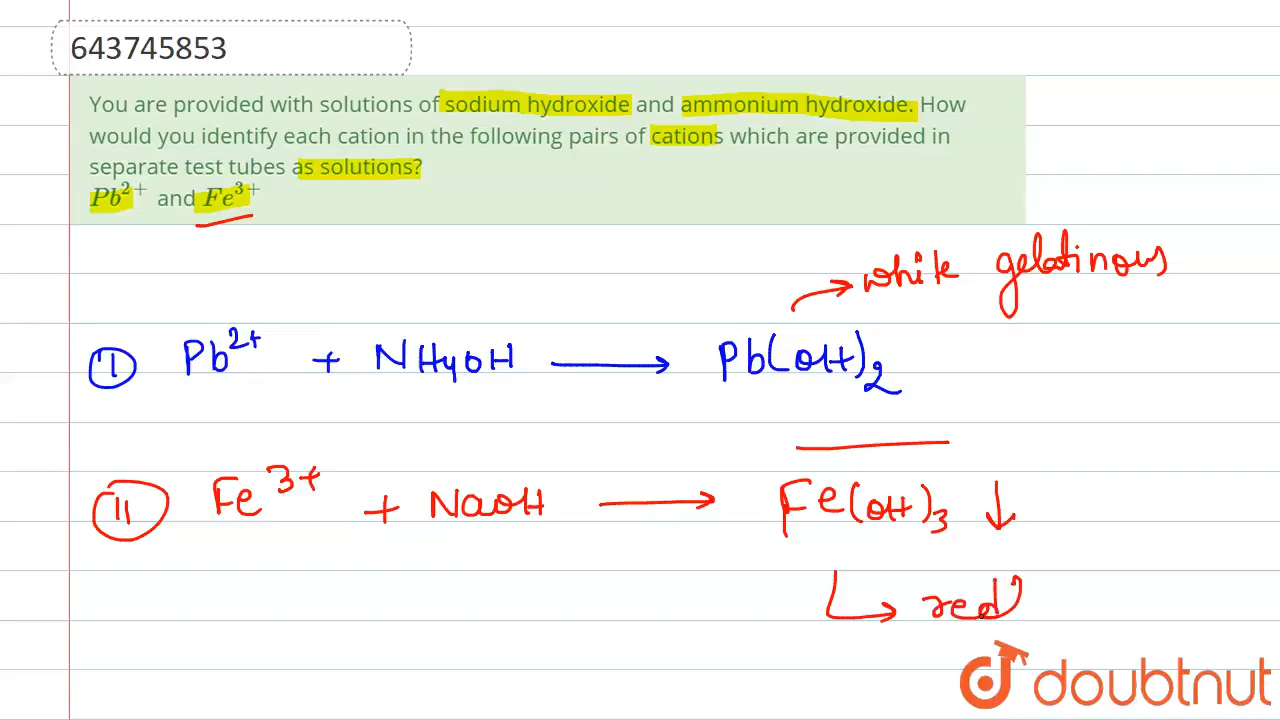 643745853
You are provided with solutions of sodium hydroxide and ammonium hydroxide. How
would you identify each cation in the following pairs of cations which are provided in
separate test tubes as solutions?
Pb²⁺ and Fe³⁺
→ white gelatinous
I Pb²⁺ + NH4OH → Pb(OH)₂
II Fe³⁺ + NaOH → Fe(OH)₃ ↓
→ red
doubtnut